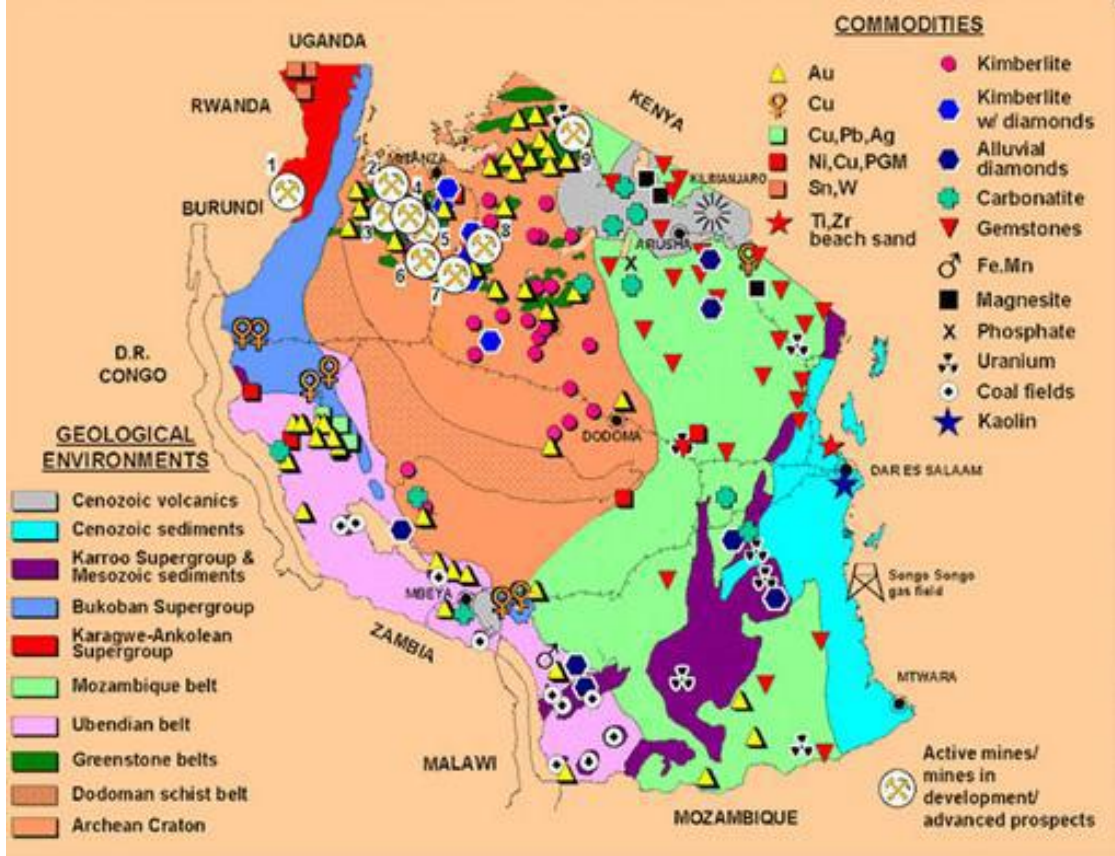 COMMODITIES
Au
Cu
Cu,Pb,Ag
Ni,Cu,PGM
Sn,W
Ti,Zr
beach sand
Kimberlite
Kimberlite
w/ diamonds
Alluvial
diamonds
Carbonatite
Gemstones
Fe.Mn
Magnesite
Phosphate
Uranium
Coal fields
Kaolin
UGANDA
RWANDA
BURUNDI
KENYA
KILIMANJARO
ARUSHA
1
2
3
4
5
6
7
8
9
D.R.
CONGO
DODOMA
DAR ES SALAAM
Songo Songo
gas field
MBEYA
ZAMBIA
MTWARA
MALAWI
MOZAMBIQUE
GEOLOGICAL
ENVIRONMENTS
Cenozoic volcanics
Cenozoic sediments
Karroo Supergroup &
Mesozoic sediments
Bukoban Supergroup
Karagwe-Ankolean
Supergroup
Mozambique belt
Ubendian belt
Greenstone belts
Dodoman schist belt
Archean Craton
Active mines/
mines in
development/
advanced prospects